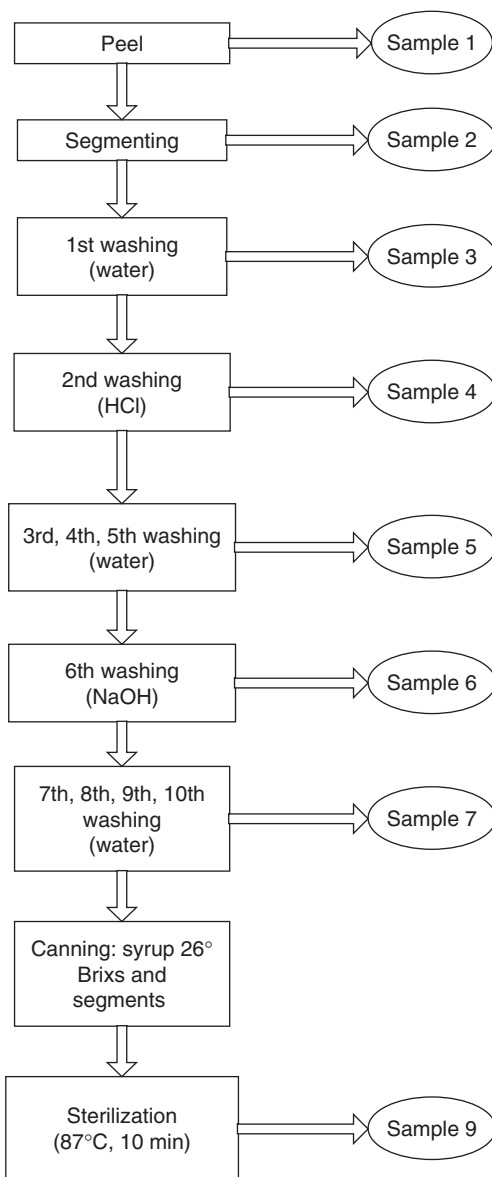 Peel
Sample 1
Segmenting
Sample 2
1st washing
(water)
Sample 3
2nd washing
(HCl)
Sample 4
3rd, 4th, 5th washing
(water)
Sample 5
6th washing
(NaOH)
Sample 6
7th, 8th, 9th, 10th
washing
(water)
Sample 7
Canning: syrup 26°
Brixs and
segments
Sterilization
(87°C, 10 min)
Sample 9